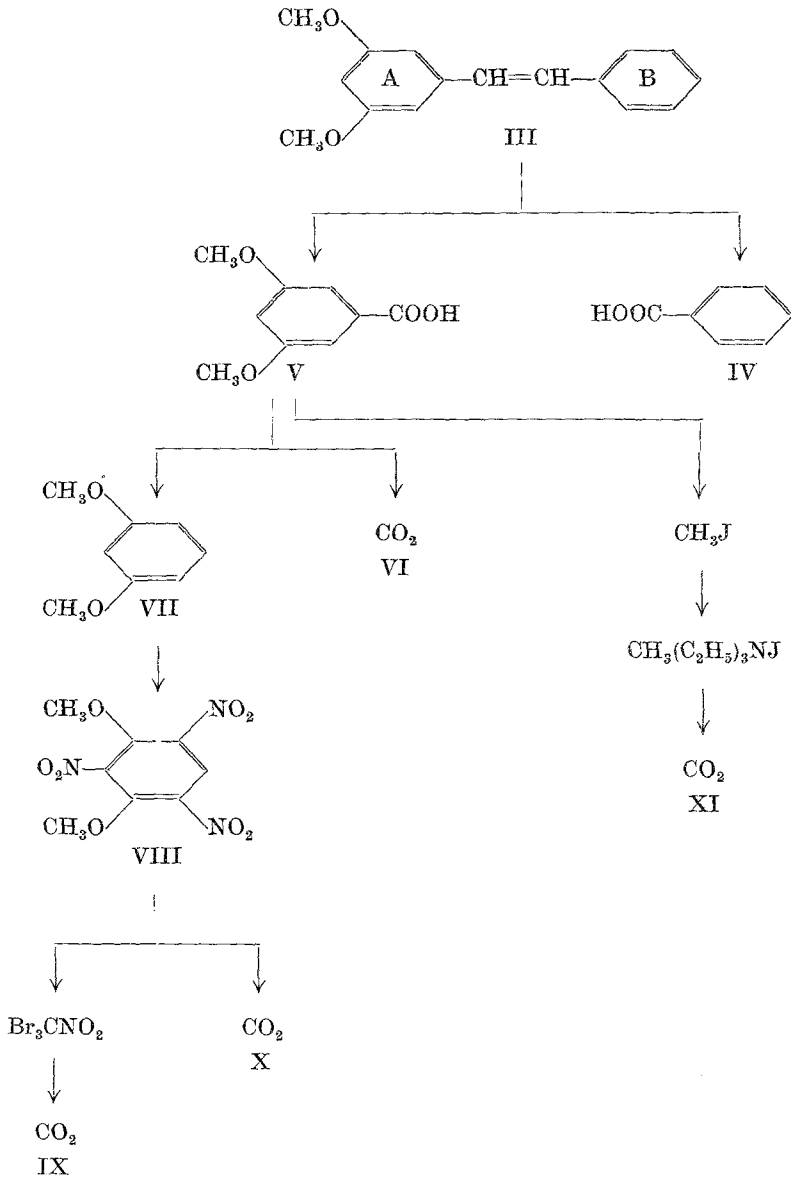 CH₃O
A —CH=CH— B
CH₃O
III
CH₃O
—COOH HOOC—
CH₃O V IV
CH₃O
CO₂ CH₃J
VI
CH₃O VII
CH₃(C₂H₅)₃NJ
CH₃O NO₂
O₂N CO₂
XI
CH₃O NO₂
VIII
Br₃CNO₂ CO₂
X
CO₂
IX